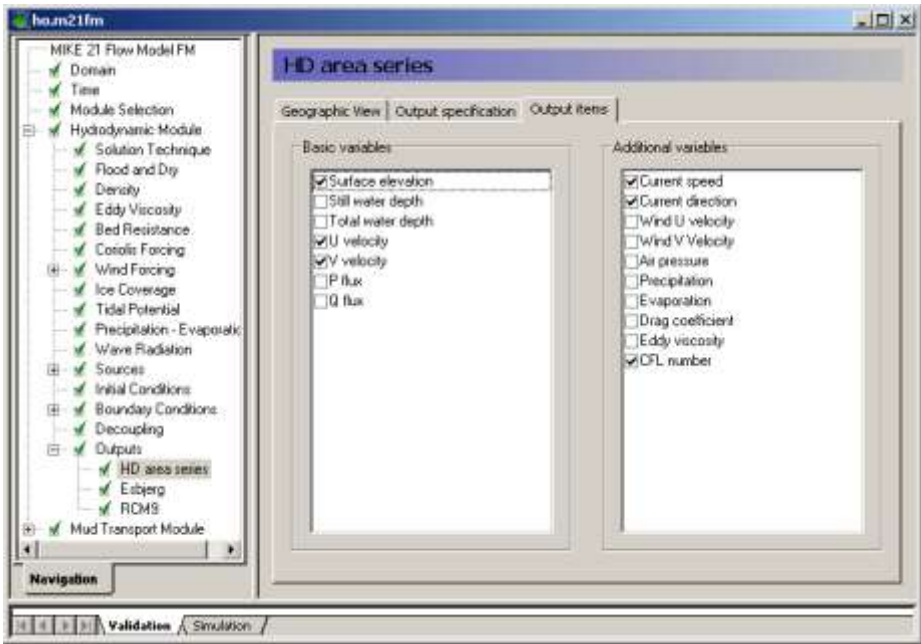 ho.m21fm
MIKE 21 Flow Model FM
Domain
Time
Module Selection
Hydrodynamic Module
Solution Technique
Flood and Dry
Density
Eddy Viscosity
Bed Resistance
Coriolis Forcing
Wind Forcing
Ice Coverage
Tidal Potential
Precipitation - Evaporatic
Wave Radiation
Sources
Initial Conditions
Boundary Conditions
Decoupling
Outputs
HD area series
Esbjerg
RCM9
Mud Transport Module
Navigation
HD area series
Geographic View
Output specification
Output items
Basic variables
Surface elevation
Still water depth
Total water depth
U velocity
V velocity
P flux
Q flux
Additional variables
Current speed
Current direction
Wind U velocity
Wind V Velocity
Air pressure
Precipitation
Evaporation
Drag coefficient
Eddy viscosity
CFL number
Validation
Simulation